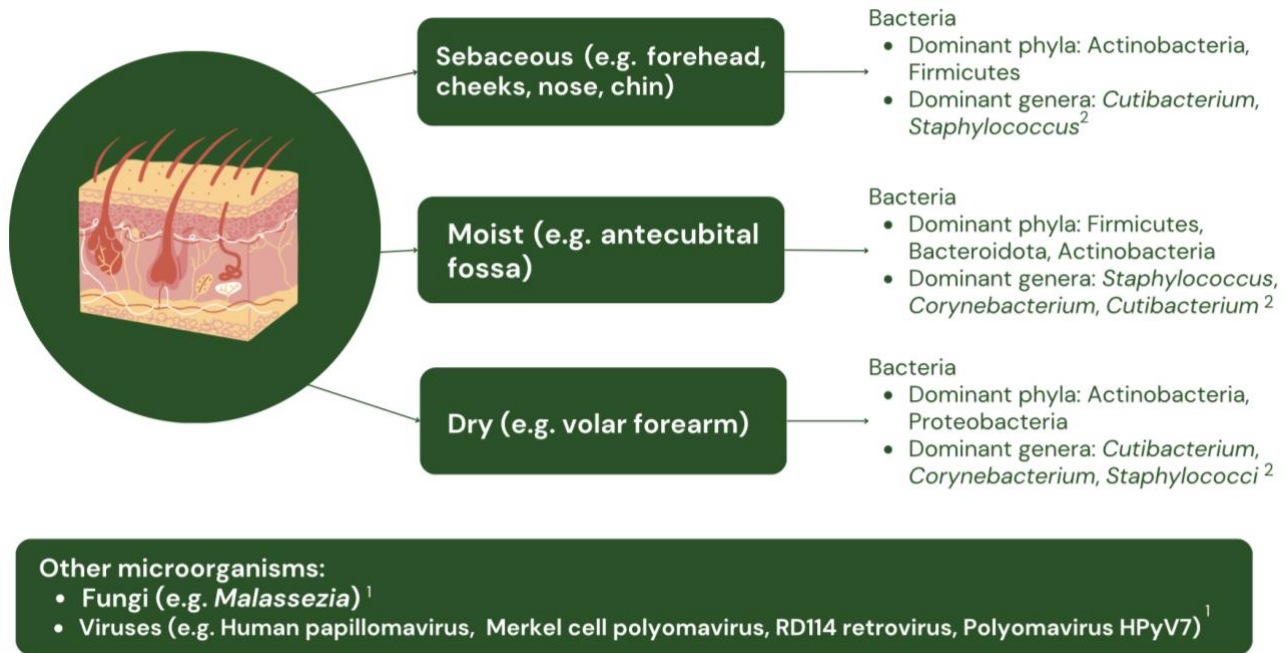 Sebaceous (e.g. forehead,
cheeks, nose, chin)
Bacteria
• Dominant phyla: Actinobacteria,
Firmicutes
• Dominant genera: Cutibacterium,
Staphylococcus²
Moist (e.g. antecubital
fossa)
Bacteria
• Dominant phyla: Firmicutes,
Bacteroidota, Actinobacteria
• Dominant genera: Staphylococcus,
Corynebacterium, Cutibacterium ²
Dry (e.g. volar forearm)
Bacteria
• Dominant phyla: Actinobacteria,
Proteobacteria
• Dominant genera: Cutibacterium,
Corynebacterium, Staphylococci ²
Other microorganisms:
• Fungi (e.g. Malassezia) ¹
• Viruses (e.g. Human papillomavirus, Merkel cell polyomavirus, RD114 retrovirus, Polyomavirus HPyV7) ¹